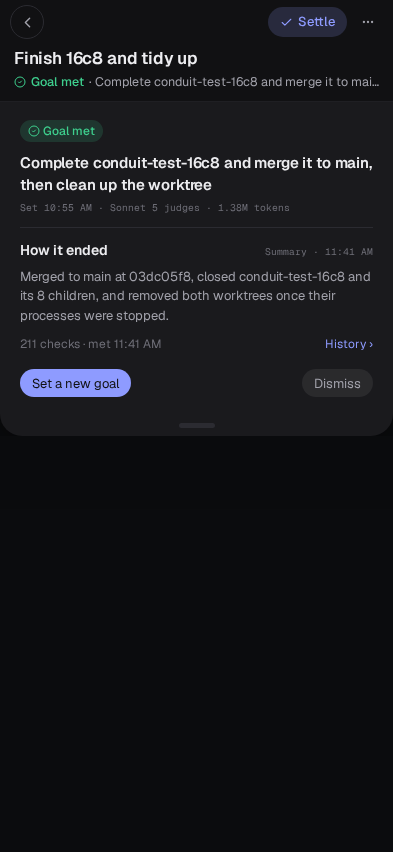 Settle
Finish 16c8 and tidy up
Goal met · Complete conduit-test-16c8 and merge it to mai...
Goal met
Complete conduit-test-16c8 and merge it to main,
then clean up the worktree
Set 10:55 AM · Sonnet 5 judges · 1.38M tokens
How it ended
Summary · 11:41 AM
Merged to main at 03dc05f8, closed conduit-test-16c8 and
its 8 children, and removed both worktrees once their
processes were stopped.
211 checks · met 11:41 AM
History ›
Set a new goal
Dismiss